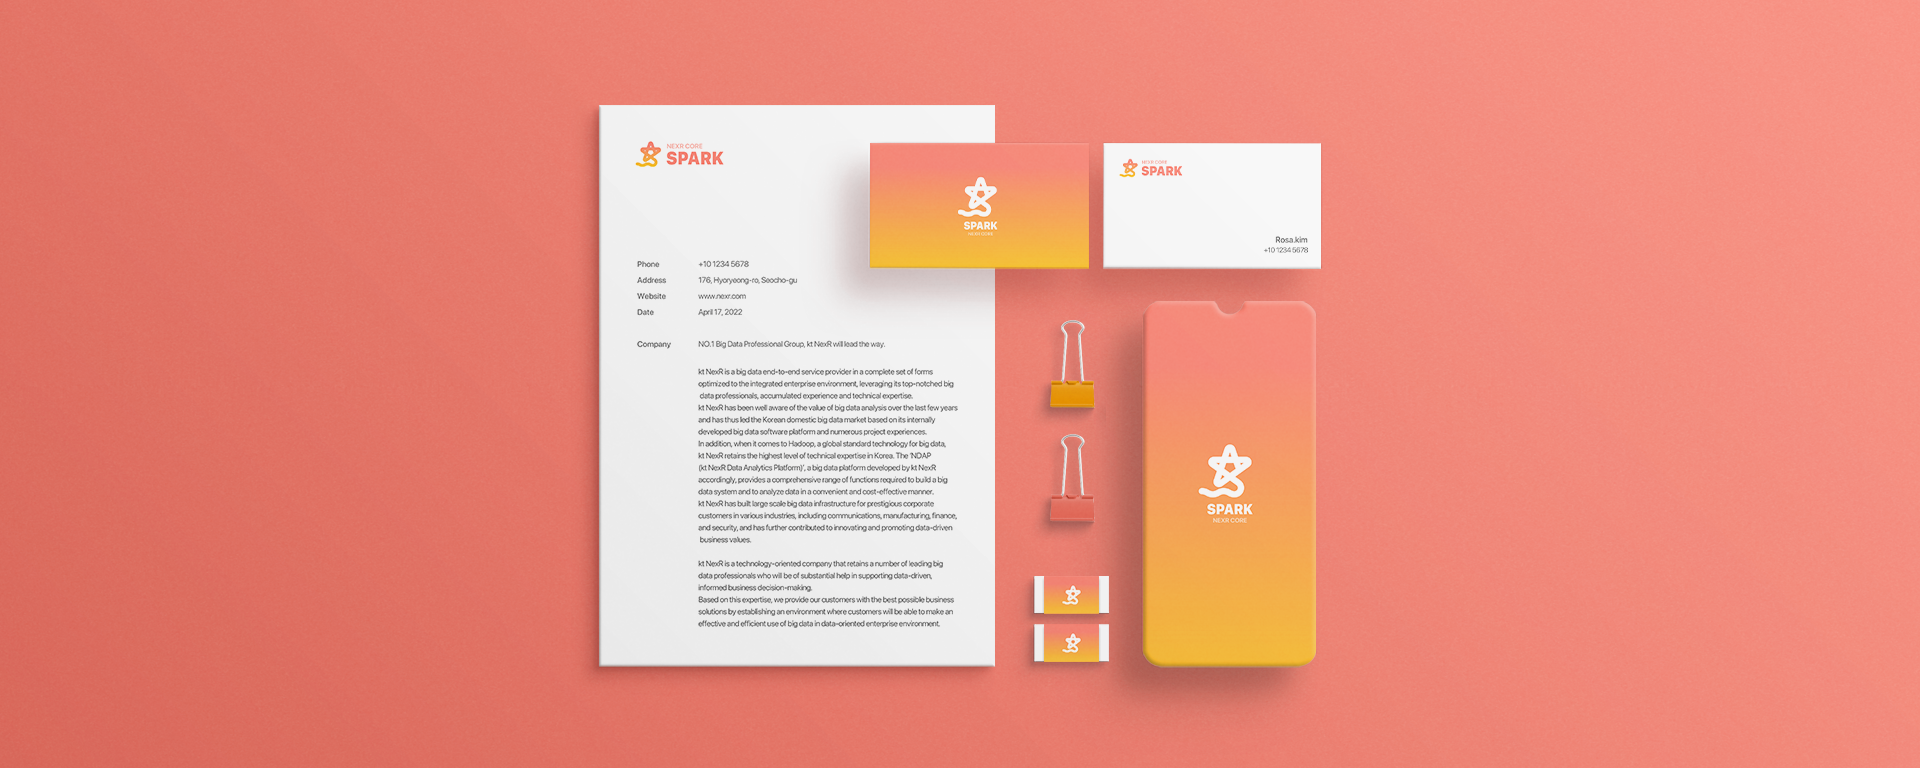 NEXR CORE
SPARK
Phone +10 1234 5678
Address 176, Hyoryeong-ro, Seocho-gu
Website www.nexr.com
Date April 17, 2022
Company NO.1 Big Data Professional Group, kt NexR will lead the way.
kt NexR is a big data end-to-end service provider in a complete set of forms
optimized to the integrated enterprise environment, leveraging its top-notched big
data professionals, accumulated experience and technical expertise.
kt NexR has been well aware of the value of big data analysis over the last few years
and has thus led the Korean domestic big data market based on its internally
developed big data software platform and numerous project experiences.
In addition, when it comes to Hadoop, a global standard technology for big data,
kt NexR retains the highest level of technical expertise in Korea. The 'NDAP
(kt NexR Data Analytics Platform)', a big data platform developed by kt NexR
accordingly, provides a comprehensive range of functions required to build a big
data system and to analyze data in a convenient and cost-effective manner.
kt NexR has built large scale big data infrastructure for prestigious corporate
customers in various industries, including communications, manufacturing, finance,
and security, and has further contributed to innovating and promoting data-driven
business values.
kt NexR is a technology-oriented company that retains a number of leading big
data professionals who will be of substantial help in supporting data-driven,
informed business decision-making.
Based on this expertise, we provide our customers with the best possible business
solutions by establishing an environment where customers will be able to make an
effective and efficient use of big data in data-oriented enterprise environment.
SPARK
NEXR CORE
NEXR CORE
SPARK
Rosa.kim
+10 1234 5678
SPARK
NEXR CORE